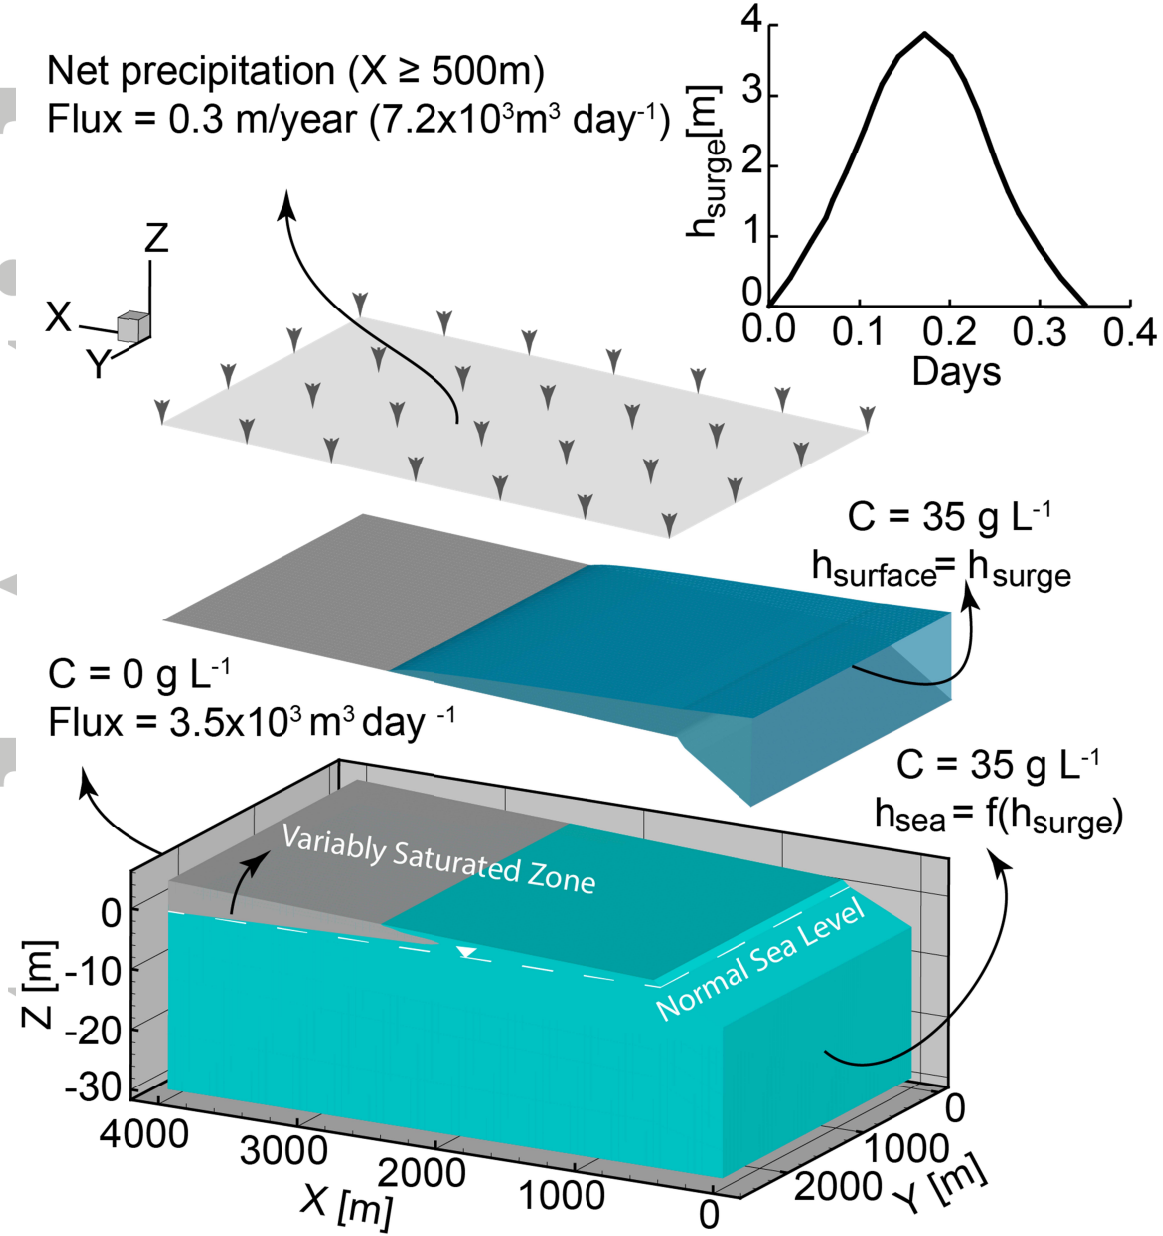 Net precipitation (X ≥ 500m)
Flux = 0.3 m/year (7.2x10³m³ day⁻¹)
4
3
2
1
0
h_surge[m]
0.0 0.1 0.2 0.3 0.4
Days
Z
X
Y
C = 35 g L⁻¹
h_surface= h_surge
C = 0 g L⁻¹
Flux = 3.5x10³ m³ day ⁻¹
C = 35 g L⁻¹
h_sea = f(h_surge)
Variably Saturated Zone
Normal Sea Level
0
-10
-20
-30
Z [m]
4000 3000 2000 1000 0
X [m]
0
1000
2000
Y [m]